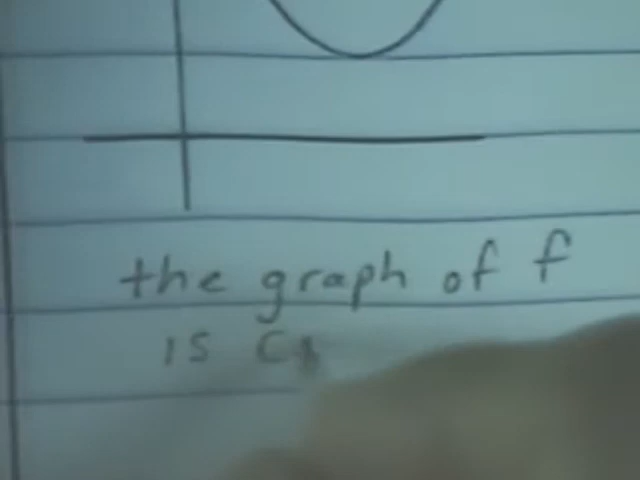 the graph of f
is